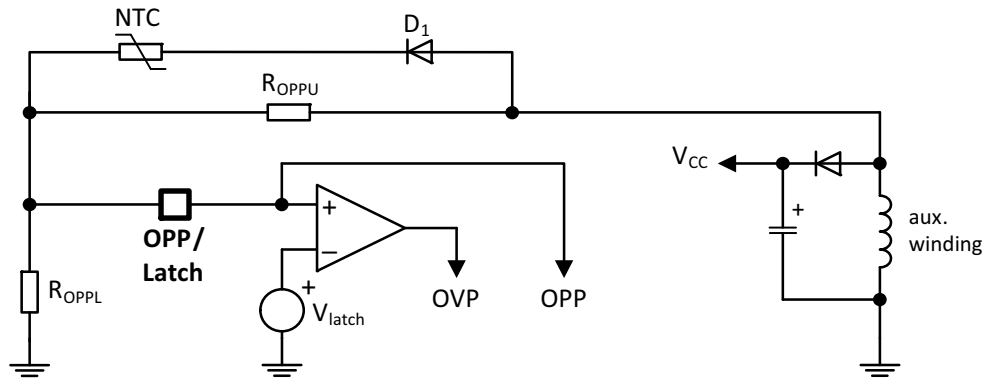 NTC
D1
ROPPU
VCC
+
aux.
winding
+
OPP/
Latch
−
ROPPL
+
Vlatch
OVP
OPP